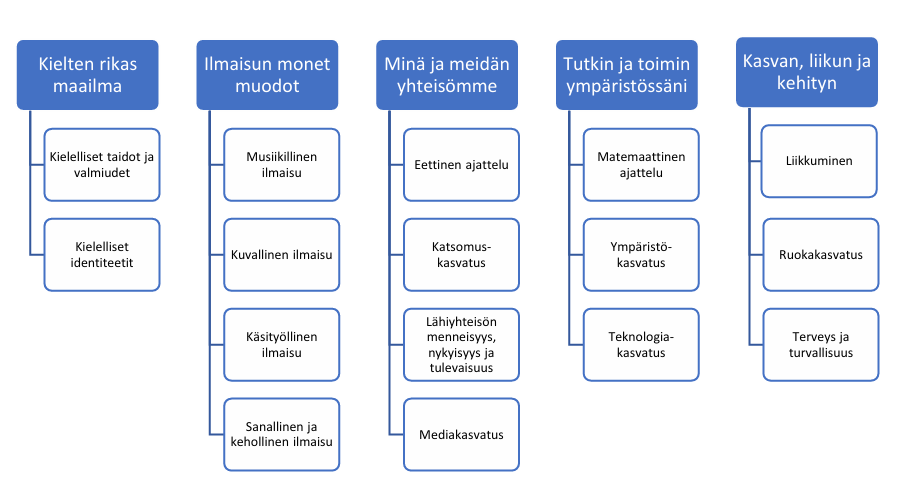 Kielten rikas
maailma
Kielelliset taidot ja
valmiudet
Kielelliset
identiteetit
Ilmaisun monet
muodot
Musiikillinen
ilmaisu
Kuvallinen ilmaisu
Käsityöllinen
ilmaisu
Sanallinen ja
kehollinen ilmaisu
Minä ja meidän
yhteisömme
Eettinen ajattelu
Katsomus-
kasvatus
Lähiyhteisön
menneisyys,
nykyisyys ja
tulevaisuus
Mediakasvatus
Tutkin ja toimin
ympäristössäni
Matemaattinen
ajattelu
Ympäristö-
kasvatus
Teknologia-
kasvatus
Kasvan, liikun ja
kehityn
Liikkuminen
Ruokakasvatus
Terveys ja
turvallisuus